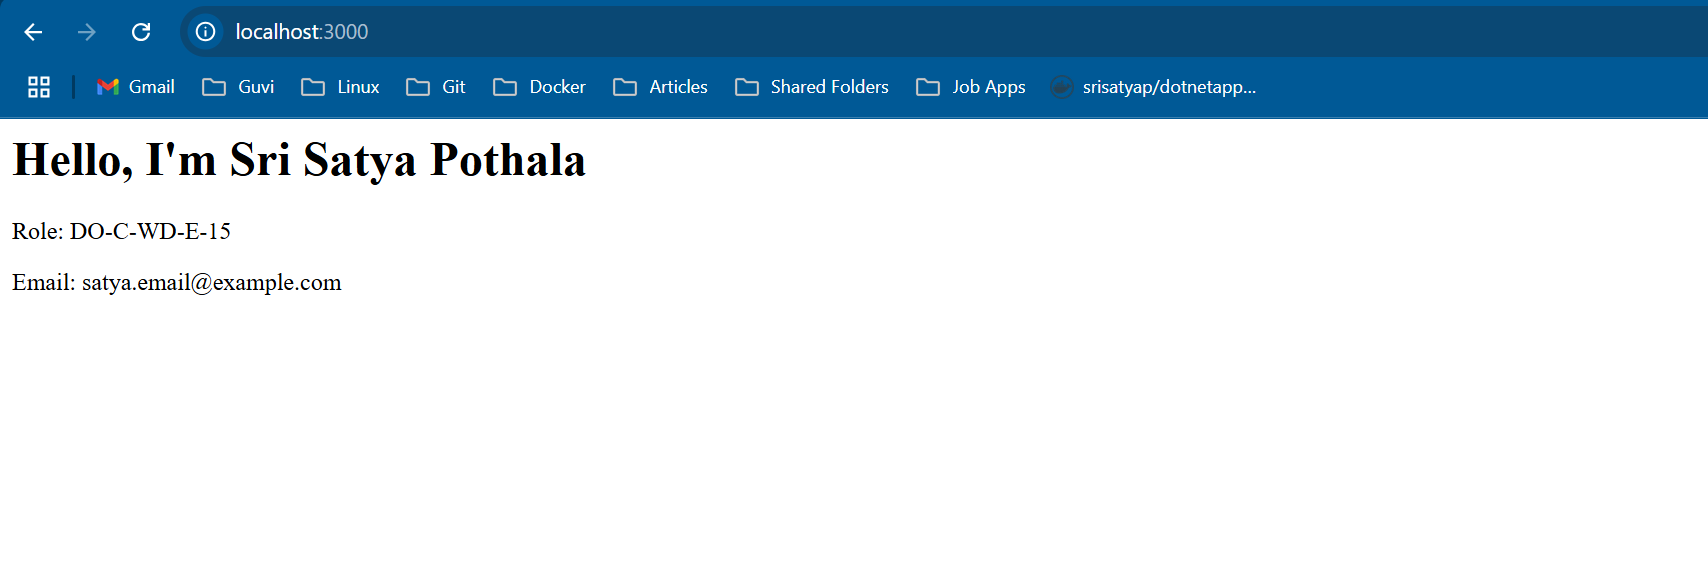 localhost:3000
Gmail Guvi Linux Git Docker Articles Shared Folders Job Apps srisatyap/dotnetapp...
Hello, I'm Sri Satya Pothala
Role: DO-C-WD-E-15
Email: satya.email@example.com